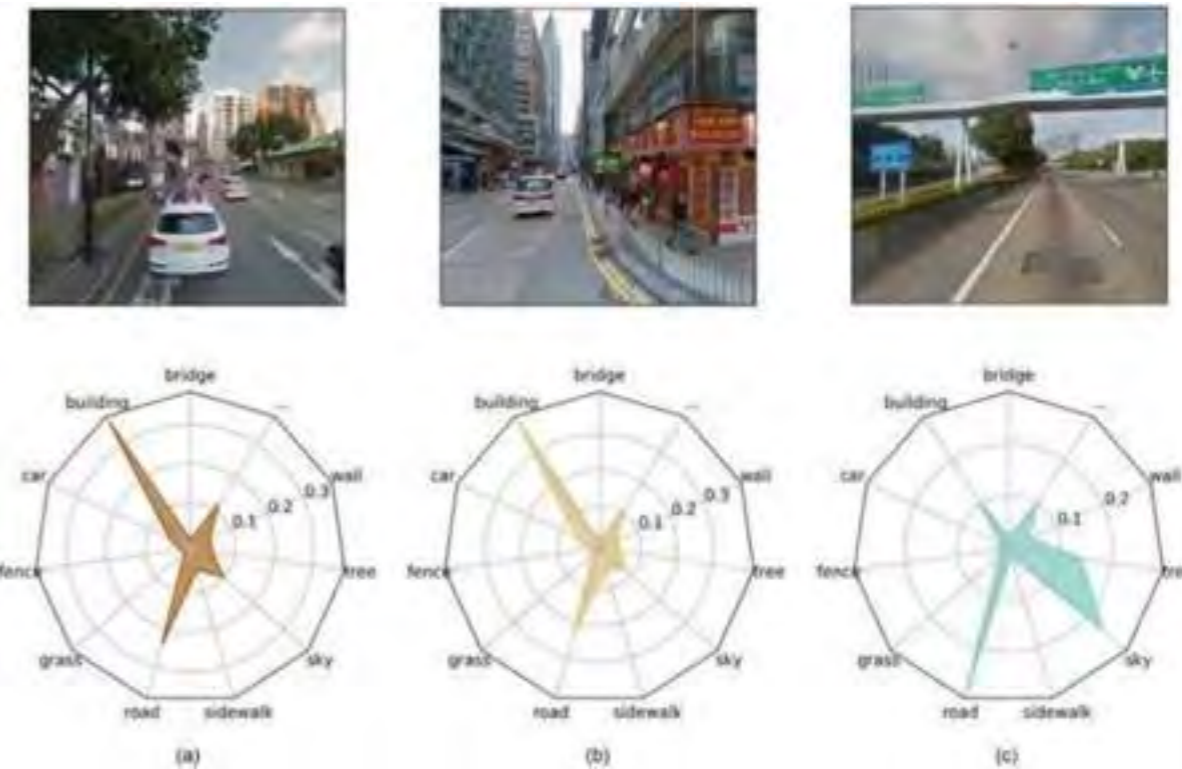 bridge bridge bridge
building ... building ... building ...
car wall car wall car wall
0.3 0.3 0.2
0.2 0.2
0.1 0.1 0.1
fence tree fence tree fence tre
grass sky grass sky grass sky
road sidewalk road sidewalk road sidewalk
(a) (b) (c)